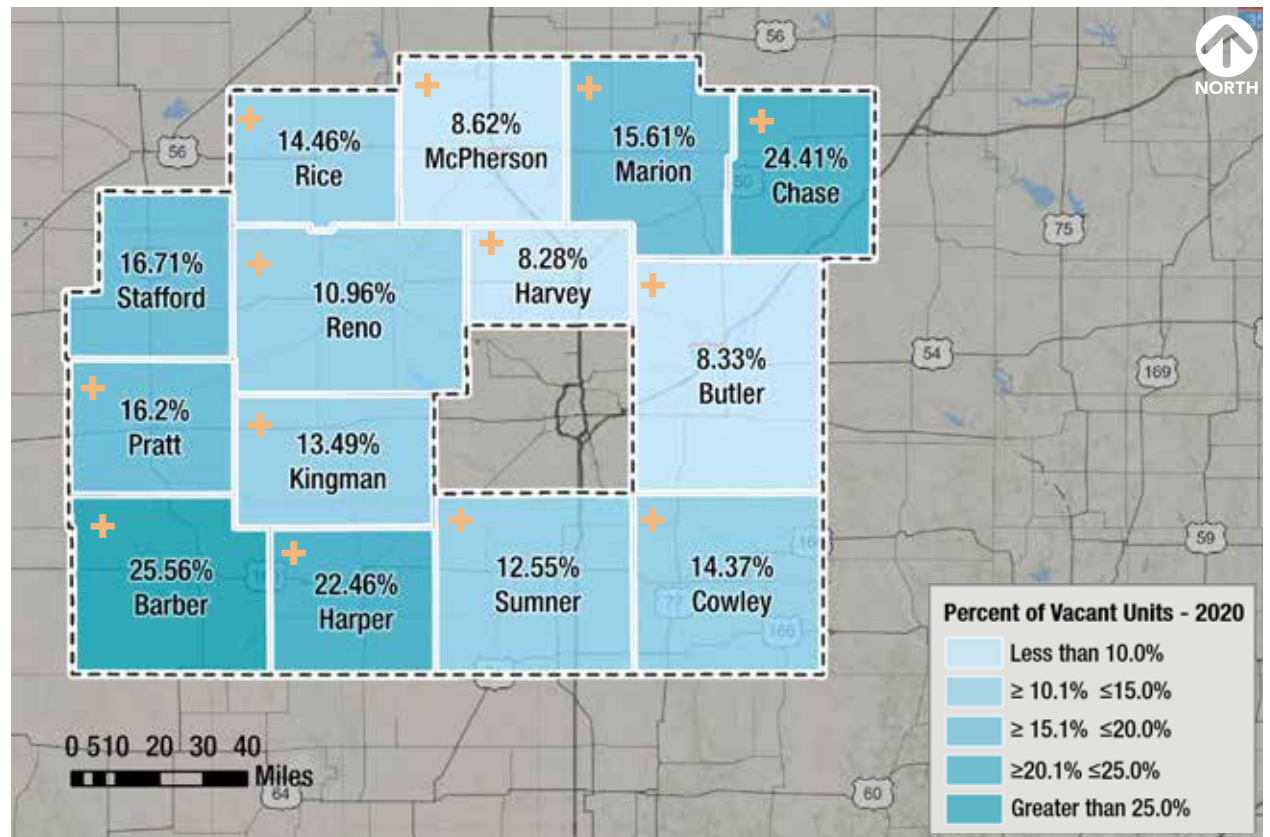 56
NORTH
8.62%
McPherson
15.61%
Marion
24.41%
Chase
50
14.46%
Rice
56
16.71%
Stafford
10.96%
Reno
8.28%
Harvey
75
8.33%
Butler
54
169
16.2%
Pratt
13.49%
Kingman
25.56%
Barber
22.46%
Harper
12.55%
Sumner
14.37%
Cowley
77
166
59
Percent of Vacant Units - 2020
Less than 10.0%
≥ 10.1% ≤15.0%
≥ 15.1% ≤20.0%
≥20.1% ≤25.0%
Greater than 25.0%
0 510 20 30 40
Miles
64
60